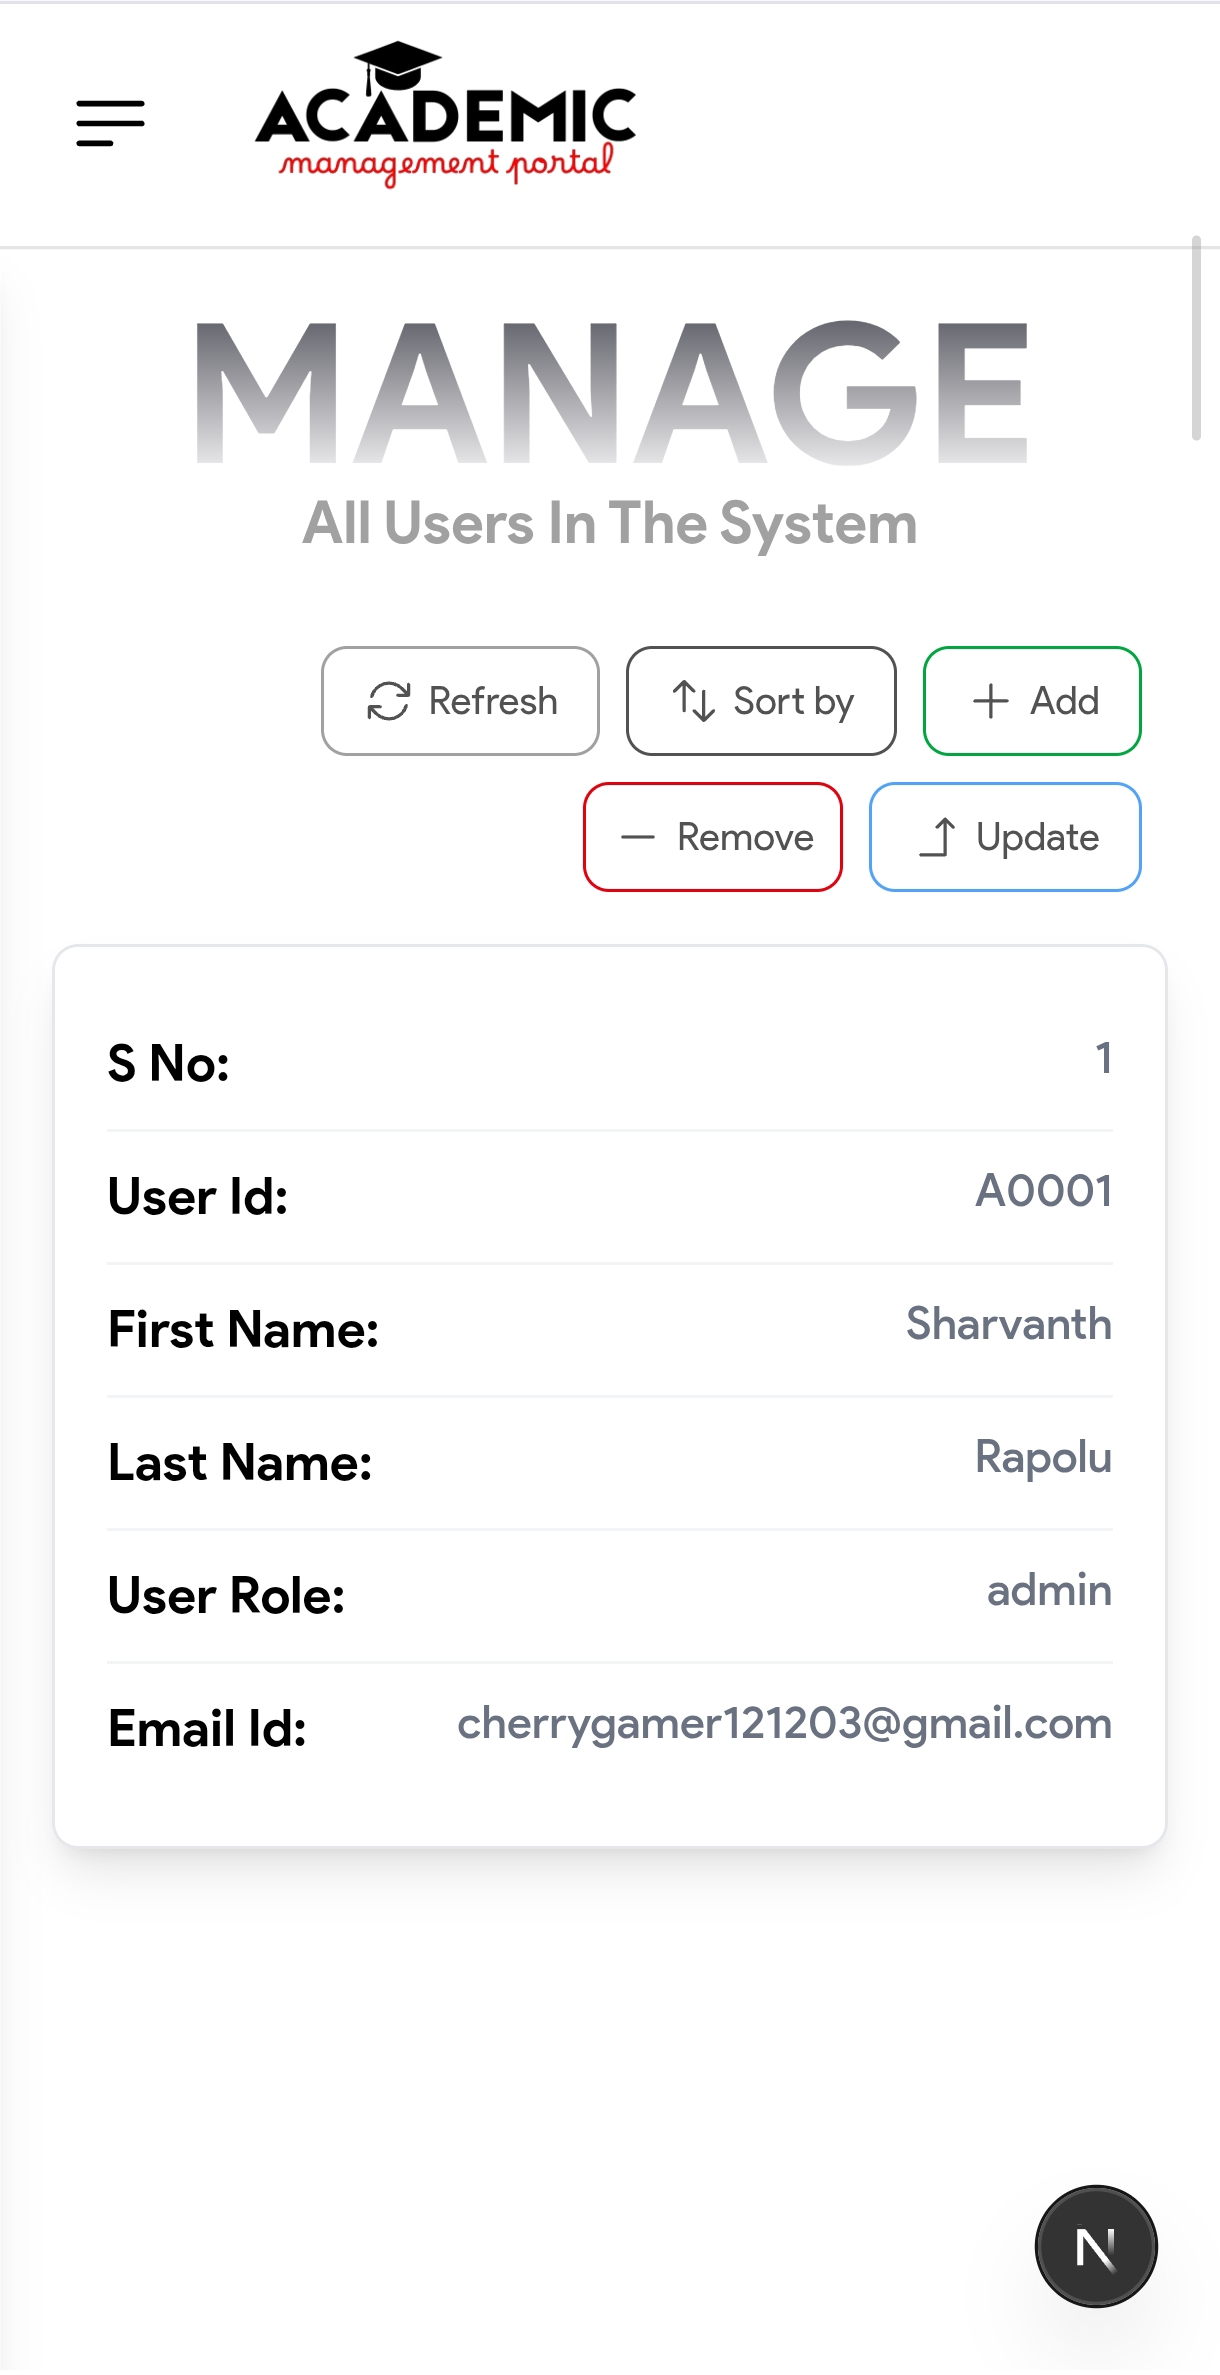 ACADEMIC
management portal
MANAGE
All Users In The System
Refresh Sort by Add
Remove Update
S No: 1
User Id: A0001
First Name: Sharvanth
Last Name: Rapolu
User Role: admin
Email Id: cherrygamer121203@gmail.com
N